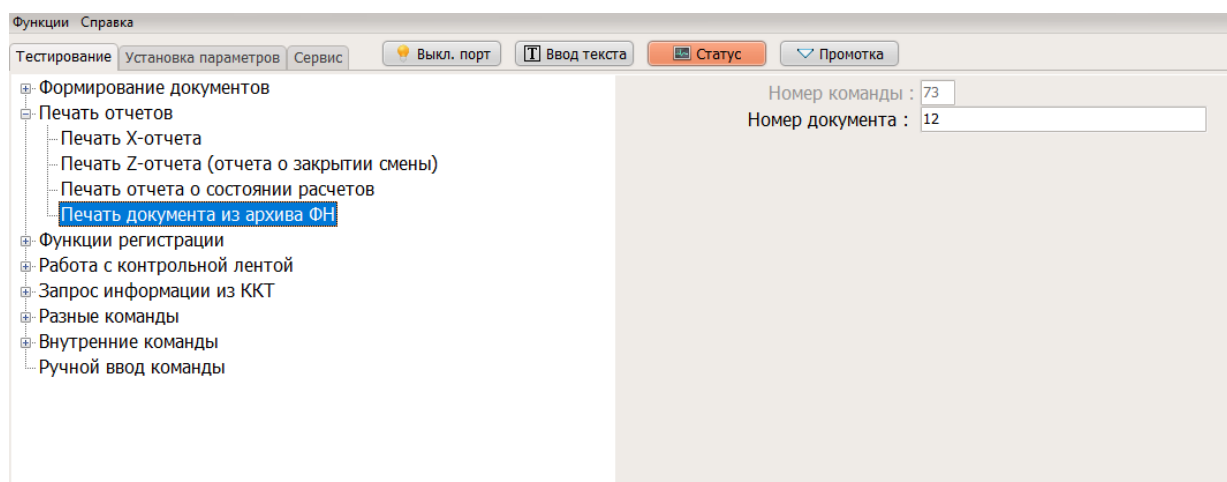 Функции Справка
Тестирование Установка параметров Сервис Выкл. порт Ввод текста Статус Промотка
Формирование документов
Печать отчетов
Печать X-отчета
Печать Z-отчета (отчета о закрытии смены)
Печать отчета о состоянии расчетов
Печать документа из архива ФН
Функции регистрации
Работа с контрольной лентой
Запрос информации из ККТ
Разные команды
Внутренние команды
Ручной ввод команды
Номер команды : 73
Номер документа : 12